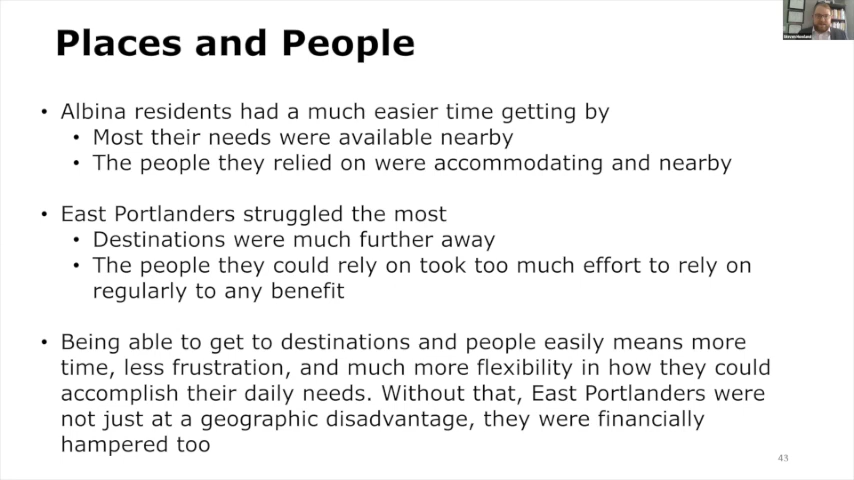 Places and People
• Albina residents had a much easier time getting by
• Most their needs were available nearby
• The people they relied on were accommodating and nearby
• East Portlanders struggled the most
• Destinations were much further away
• The people they could rely on took too much effort to rely on
regularly to any benefit
• Being able to get to destinations and people easily means more
time, less frustration, and much more flexibility in how they could
accomplish their daily needs. Without that, East Portlanders were
not just at a geographic disadvantage, they were financially
hampered too
43